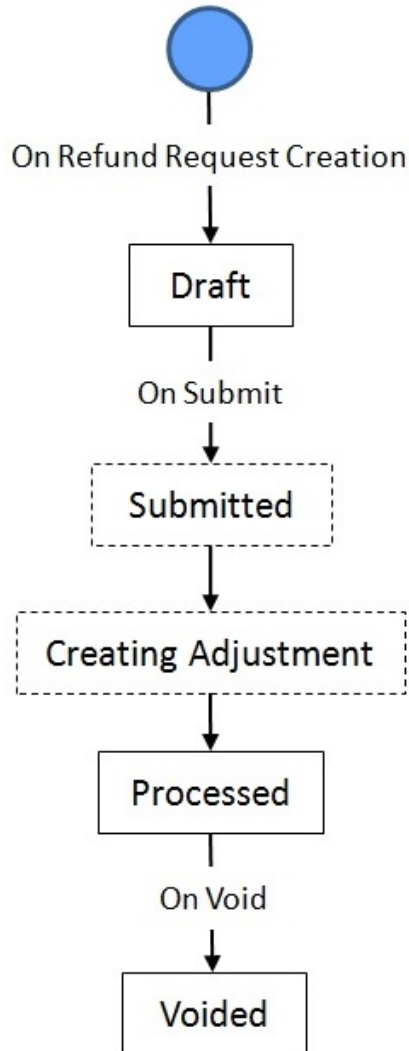 On Refund Request Creation
Draft
On Submit
Submitted
Creating Adjustment
Processed
On Void
Voided